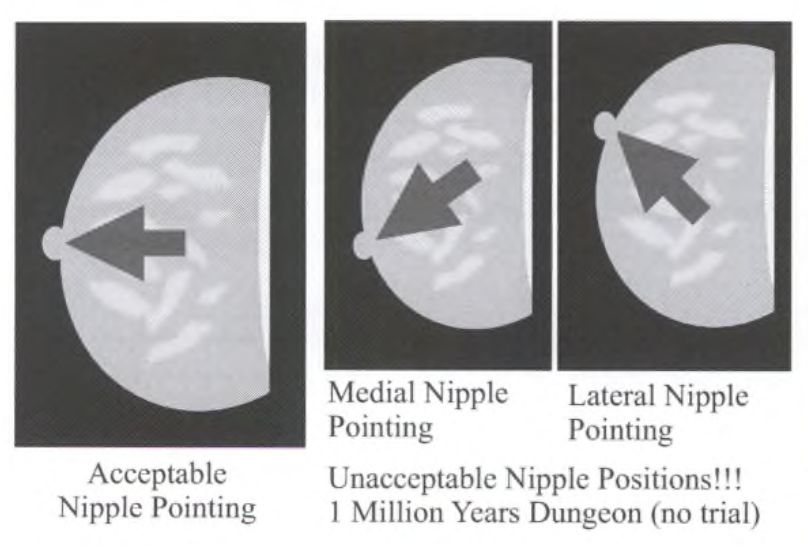 Acceptable
Nipple Pointing
Medial Nipple
Pointing
Lateral Nipple
Pointing
Unacceptable Nipple Positions!!!
1 Million Years Dungeon (no trial)